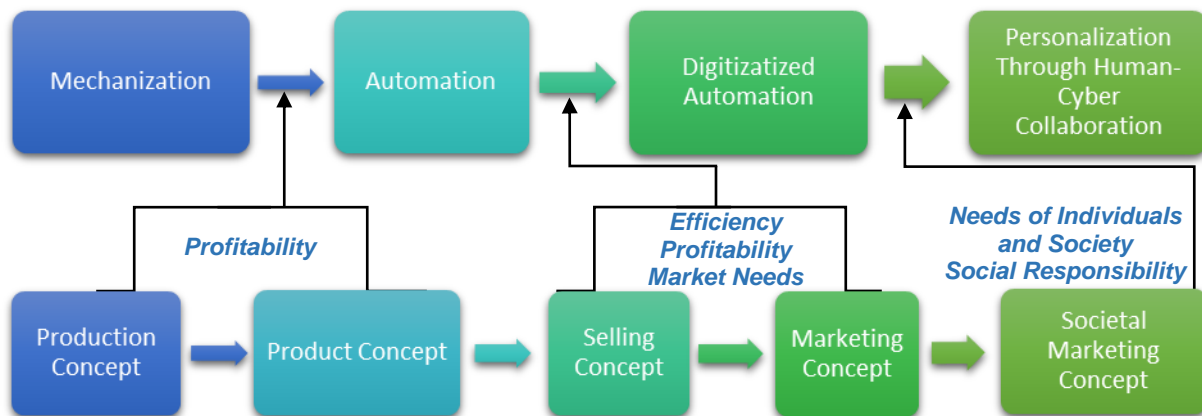 Mechanization
Automation
Digitizatized
Automation
Personalization
Through Human-
Cyber
Collaboration
Profitability
Efficiency
Profitability
Market Needs
Needs of Individuals
and Society
Social Responsibility
Production
Concept
Product Concept
Selling
Concept
Marketing
Concept
Societal
Marketing
Concept